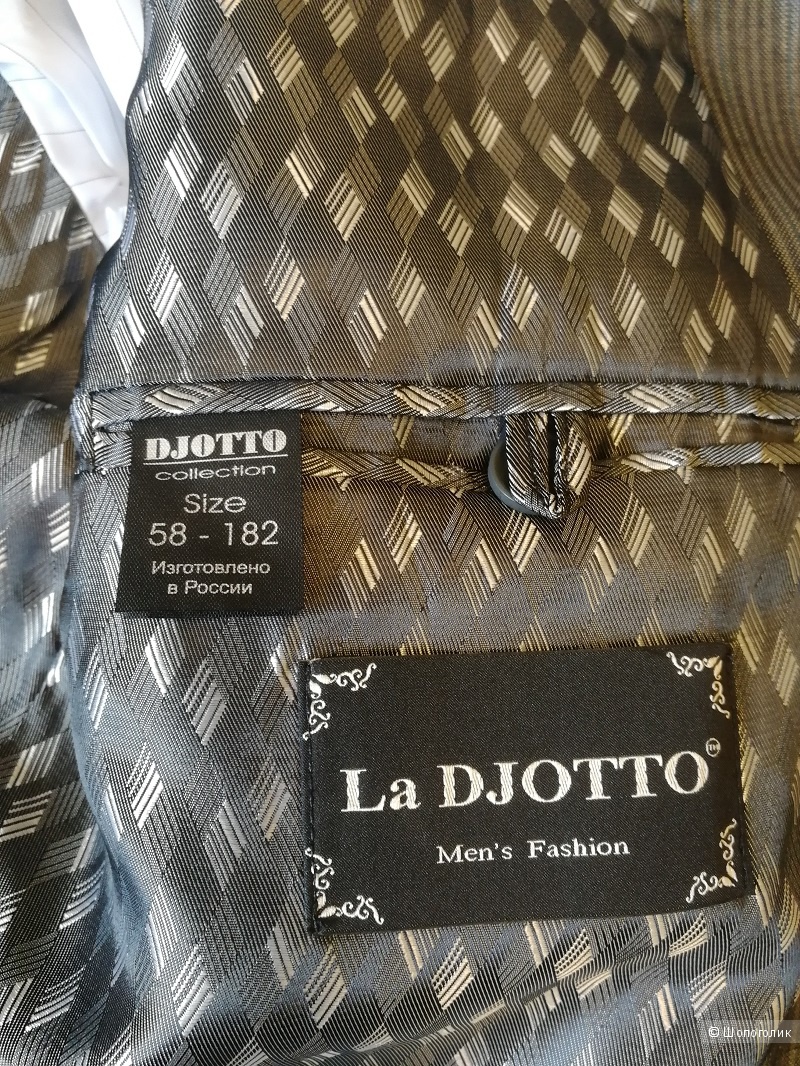 DJOTTO
collection
Size
58 - 182
Изготовлено
в России
La DJOTTO
Men's Fashion
© Шопоголик